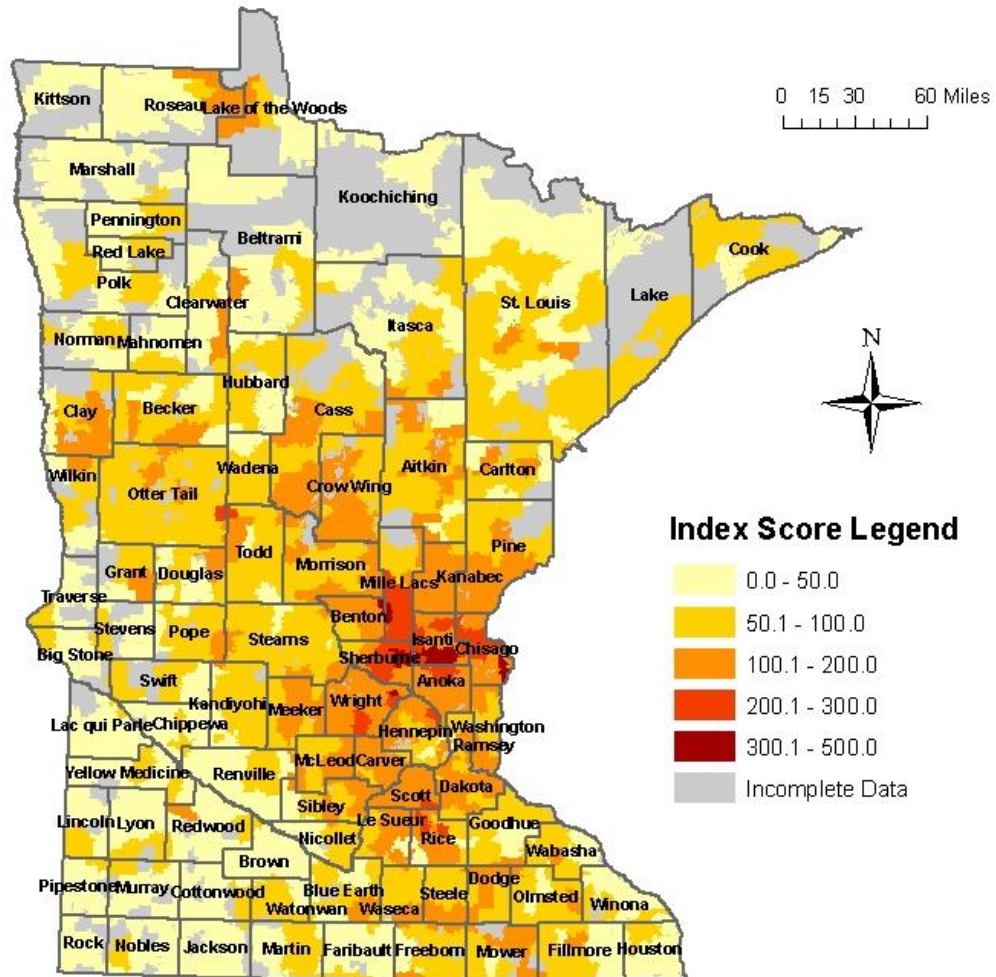 0 15 30 60 Miles
Kittson
Roseau
Lake of the Woods
Marshall
Koochiching
Pennington
Beltrami
Red Lake
Cook
Polk
Clearwater
Lake
St. Louis
Itasca
Norman
Mahnomen
N
Hubbard
Clay
Becker
Cass
Wadena
Aitkin
Carlton
Wilkin
Otter Tail
Crow Wing
Index Score Legend
Pine
Todd
Morrison
Grant
Douglas
Mille Lacs
Kanabec
0.0 - 50.0
Traverse
Benton
50.1 - 100.0
Stevens
Pope
Stearns
Isanti
Chisago
Big Stone
Sherburne
100.1 - 200.0
Swift
Anoka
Kandiyohi
Meeker
Wright
200.1 - 300.0
Lac qui Parle
Chippewa
Hennepin
Washington
Ramsey
300.1 - 500.0
Yellow Medicine
Renville
McLeod
Carver
Dakota
Incomplete Data
Scott
Sibley
Lincoln
Lyon
Redwood
Le Sueur
Goodhue
Nicollet
Rice
Wabasha
Brown
Pipestone
Murray
Cottonwood
Blue Earth
Steele
Dodge
Olmsted
Watonwan
Waseca
Winona
Rock
Nobles
Jackson
Martin
Faribault
Freeborn
Mower
Fillmore
Houston